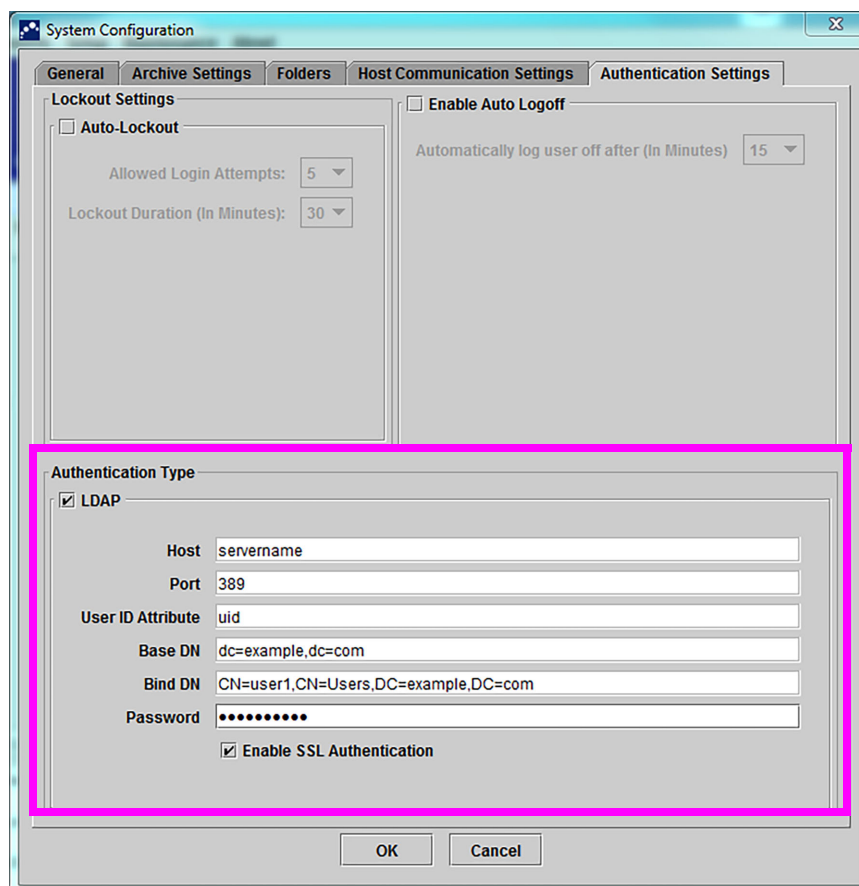 System Configuration
General Archive Settings Folders Host Communication Settings Authentication Settings
Lockout Settings
Auto-Lockout
Allowed Login Attempts: 5
Lockout Duration (In Minutes): 30
Enable Auto Logoff
Automatically log user off after (In Minutes) 15
Authentication Type
LDAP
Host servername
Port 389
User ID Attribute uid
Base DN dc=example,dc=com
Bind DN CN=user1,CN=Users,DC=example,DC=com
Password ••••••••••
Enable SSL Authentication
OK Cancel